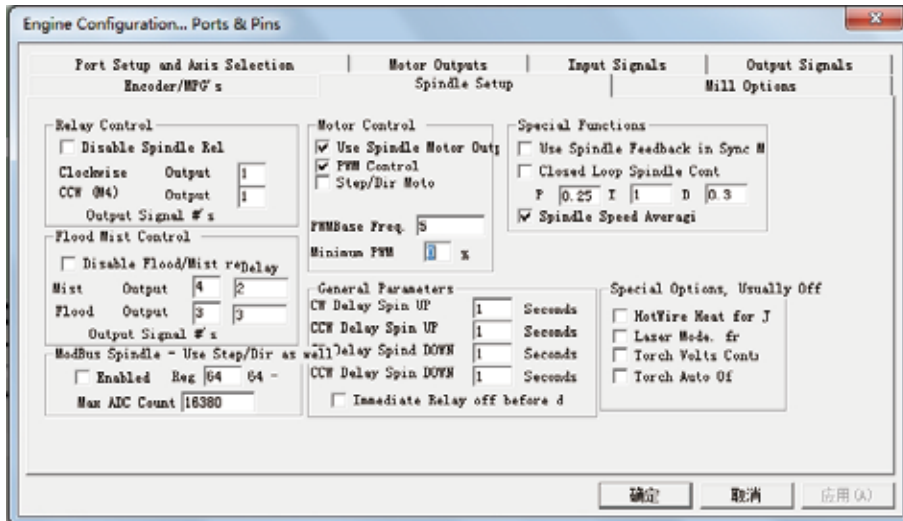 Engine Configuration... Ports & Pins
Port Setup and Axis Selection
Motor Outputs
Input Signals
Output Signals
Encoder/MPG's
Spindle Setup
Mill Options
Relay Control
Disable Spindle Rel
Clockwise Output 1
CCW (M4) Output 1
Output Signal #'s
Flood Mist Control
Disable Flood/Mist re Delay
Mist Output 4 2
Flood Output 3 3
Output Signal #'s
ModBus Spindle - Use Step/Dir as well
Enabled Reg 64 64 -
Max ADC Count 16380
Motor Control
Use Spindle Motor Outp
PWM Control
Step/Dir Moto
PWMBase Freq. 5
Minimum PWM 0 %
General Parameters
CW Delay Spin UP 1 Seconds
CCW Delay Spin UP 1 Seconds
Delay Spind DOWN 1 Seconds
CCW Delay Spin DOWN 1 Seconds
Immediate Relay off before d
Special Functions
Use Spindle Feedback in Sync M
Closed Loop Spindle Cont
P 0.25 I 1 D 0.3
Spindle Speed Averagi
Special Options, Usually Off
HotWire Heat for J
Laser Mode. fr
Torch Volts Cont
Torch Auto Of
确定
取消
应用(A)